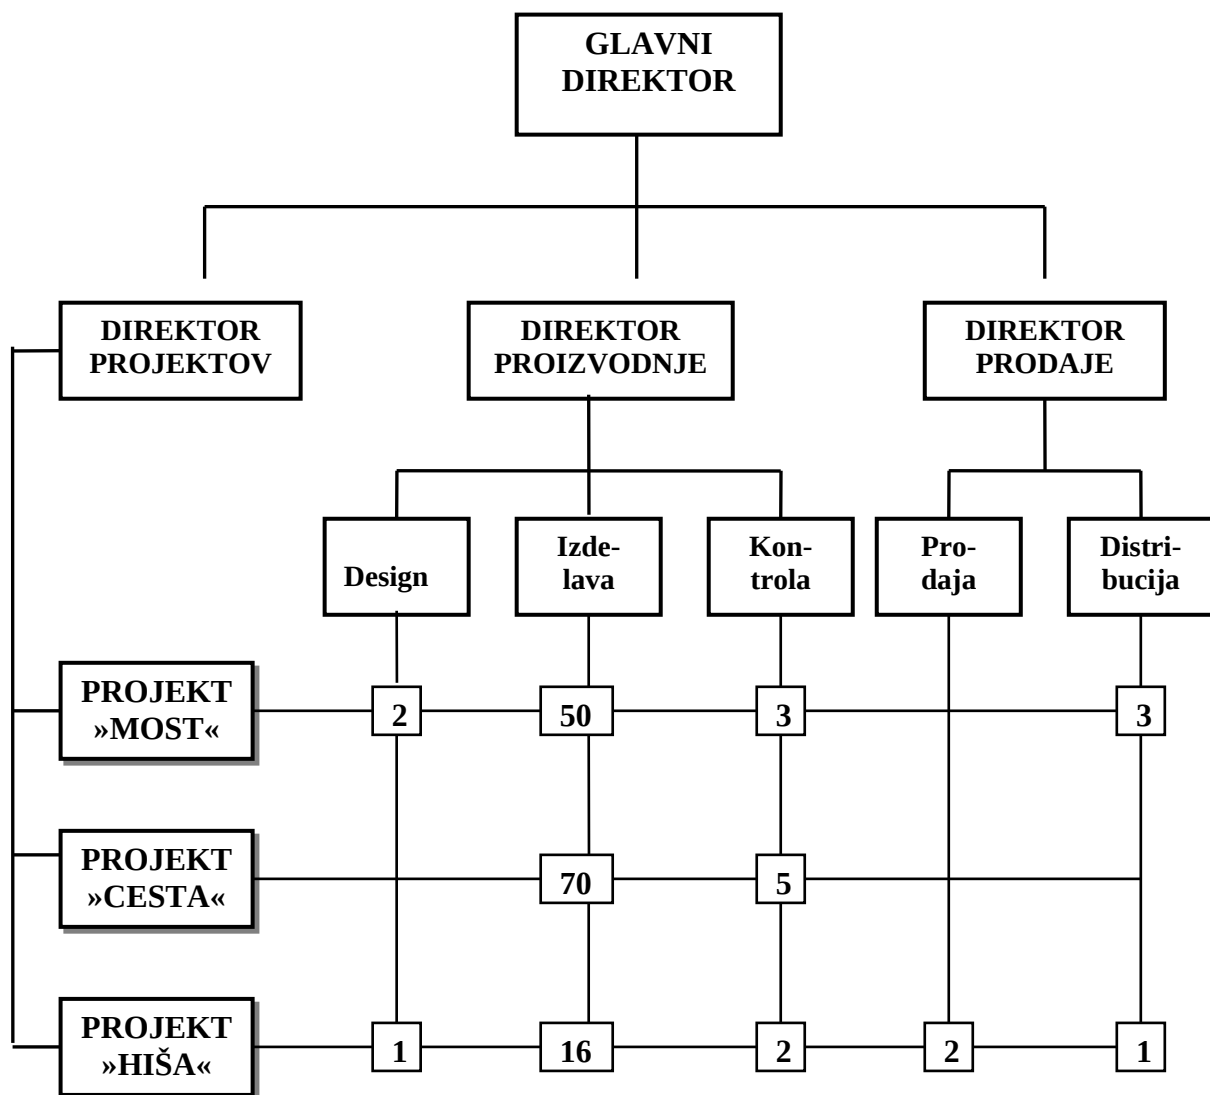 GLAVNI
DIREKTOR
DIREKTOR
PROJEKTOV
DIREKTOR
PROIZVODNJE
DIREKTOR
PRODAJE
Design
Izde-
lava
Kon-
trola
Pro-
daja
Distri-
bucija
PROJEKT
»MOST«
2
50
3
3
PROJEKT
»CESTA«
70
5
PROJEKT
»HIŠA«
1
16
2
2
1